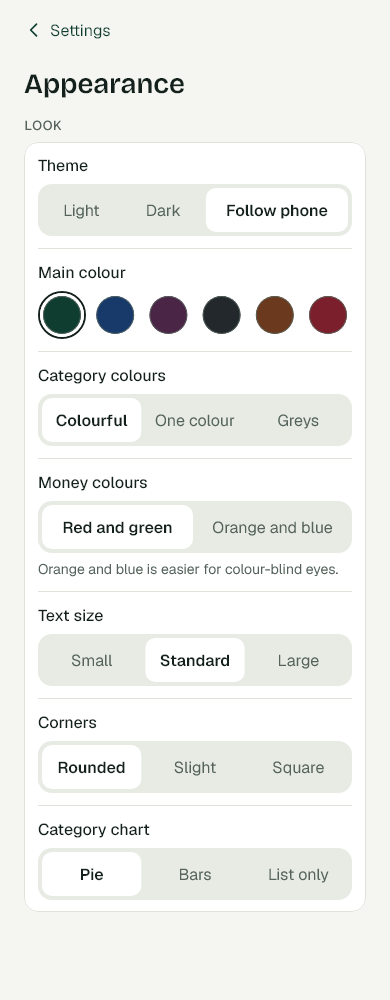 Settings
Appearance
LOOK
Theme
Light Dark Follow phone
Main colour
Category colours
Colourful One colour Greys
Money colours
Red and green Orange and blue
Orange and blue is easier for colour-blind eyes.
Text size
Small Standard Large
Corners
Rounded Slight Square
Category chart
Pie Bars List only